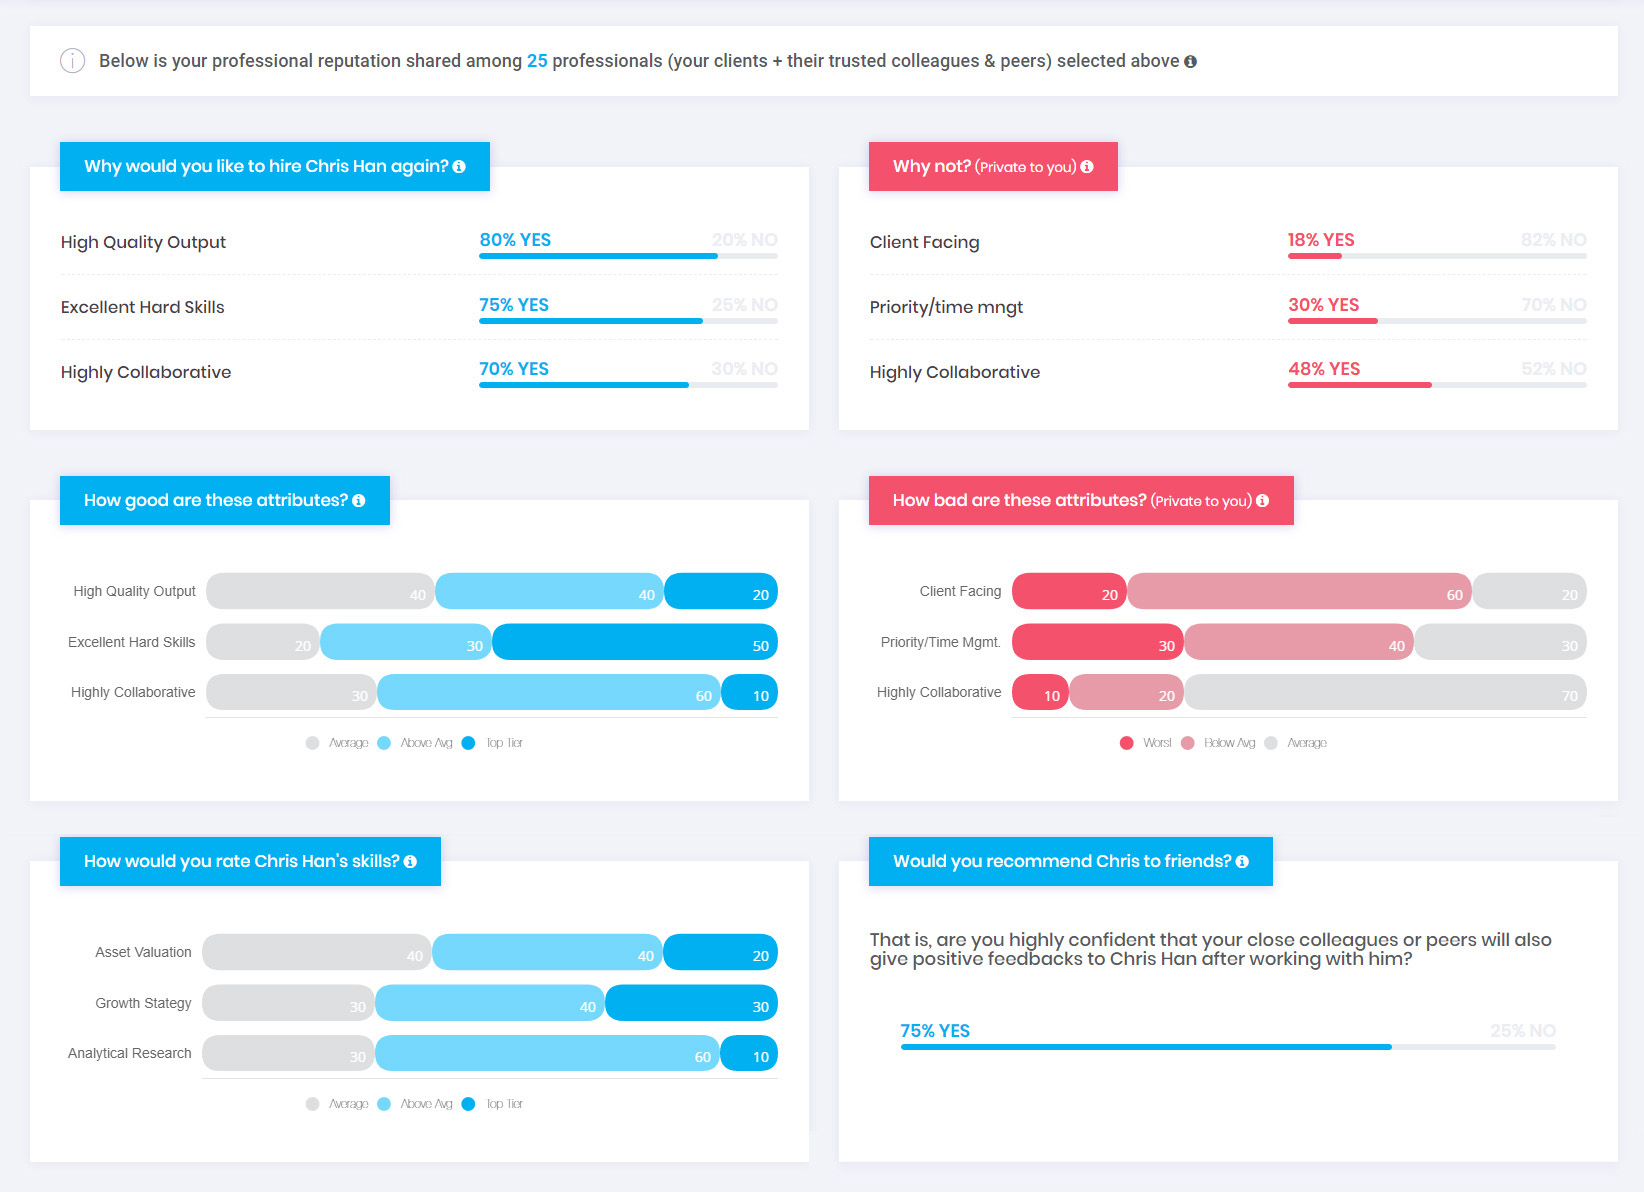 Below is your professional reputation shared among 25 professionals (your clients + their trusted colleagues & peers) selected above
Why would you like to hire Chris Han again?
High Quality Output
80% YES
20% NO
Excellent Hard Skills
75% YES
25% NO
Highly Collaborative
70% YES
30% NO
Why not? (Private to you)
Client Facing
18% YES
82% NO
Priority/time mngt
30% YES
70% NO
Highly Collaborative
48% YES
52% NO
How good are these attributes?
High Quality Output
40
40
20
Excellent Hard Skills
20
30
50
Highly Collaborative
30
60
10
Average
Above Avg
Top Tier
How bad are these attributes? (Private to you)
Client Facing
20
60
20
Priority/Time Mgmt.
30
40
30
Highly Collaborative
10
20
70
Worst
Below Avg
Average
How would you rate Chris Han's skills?
Asset Valuation
40
40
20
Growth Stategy
30
40
30
Analytical Research
30
60
10
Average
Above Avg
Top Tier
Would you recommend Chris to friends?
That is, are you highly confident that your close colleagues or peers will also
give positive feedbacks to Chris Han after working with him?
75% YES
25% NO